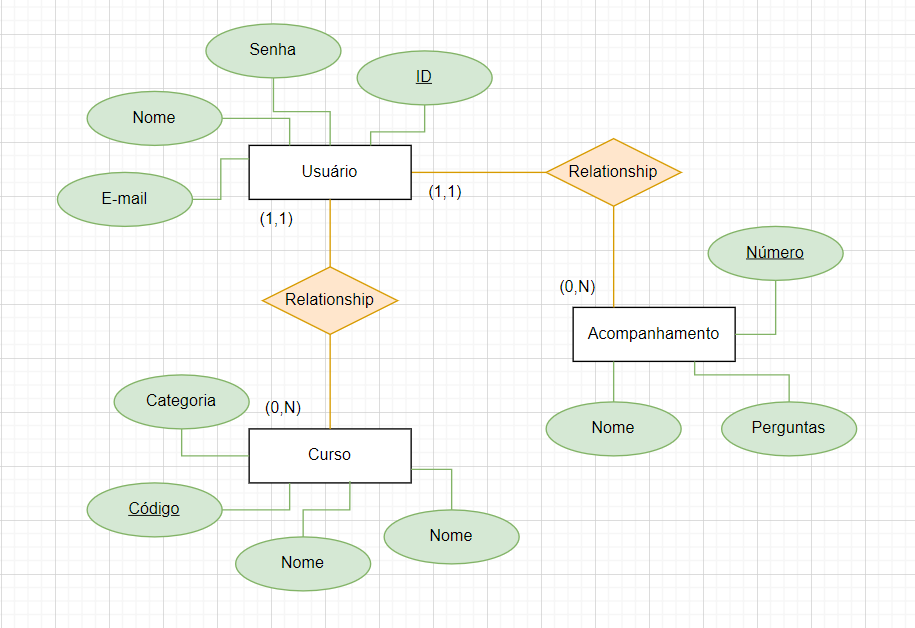 Senha
ID
Nome
Usuário
Relationship
E-mail
(1,1)
(1,1)
Número
(0,N)
Relationship
Acompanhamento
Categoria
(0,N)
Nome
Perguntas
Curso
Código
Nome
Nome